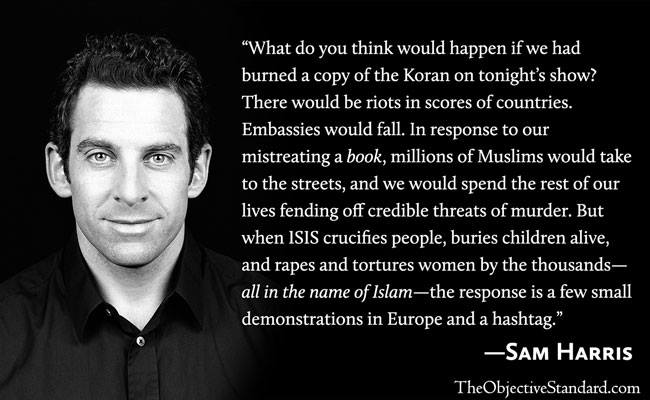 “What do you think would happen if we had
burned a copy of the Koran on tonight’s show?
There would be riots in scores of countries.
Embassies would fall. In response to our
mistreating a book, millions of Muslims would take
to the streets, and we would spend the rest of our
lives fending off credible threats of murder. But
when ISIS crucifies people, buries children alive,
and rapes and tortures women by the thousands—
all in the name of Islam—the response is a few small
demonstrations in Europe and a hashtag.”
—Sam Harris
TheObjectiveStandard.com